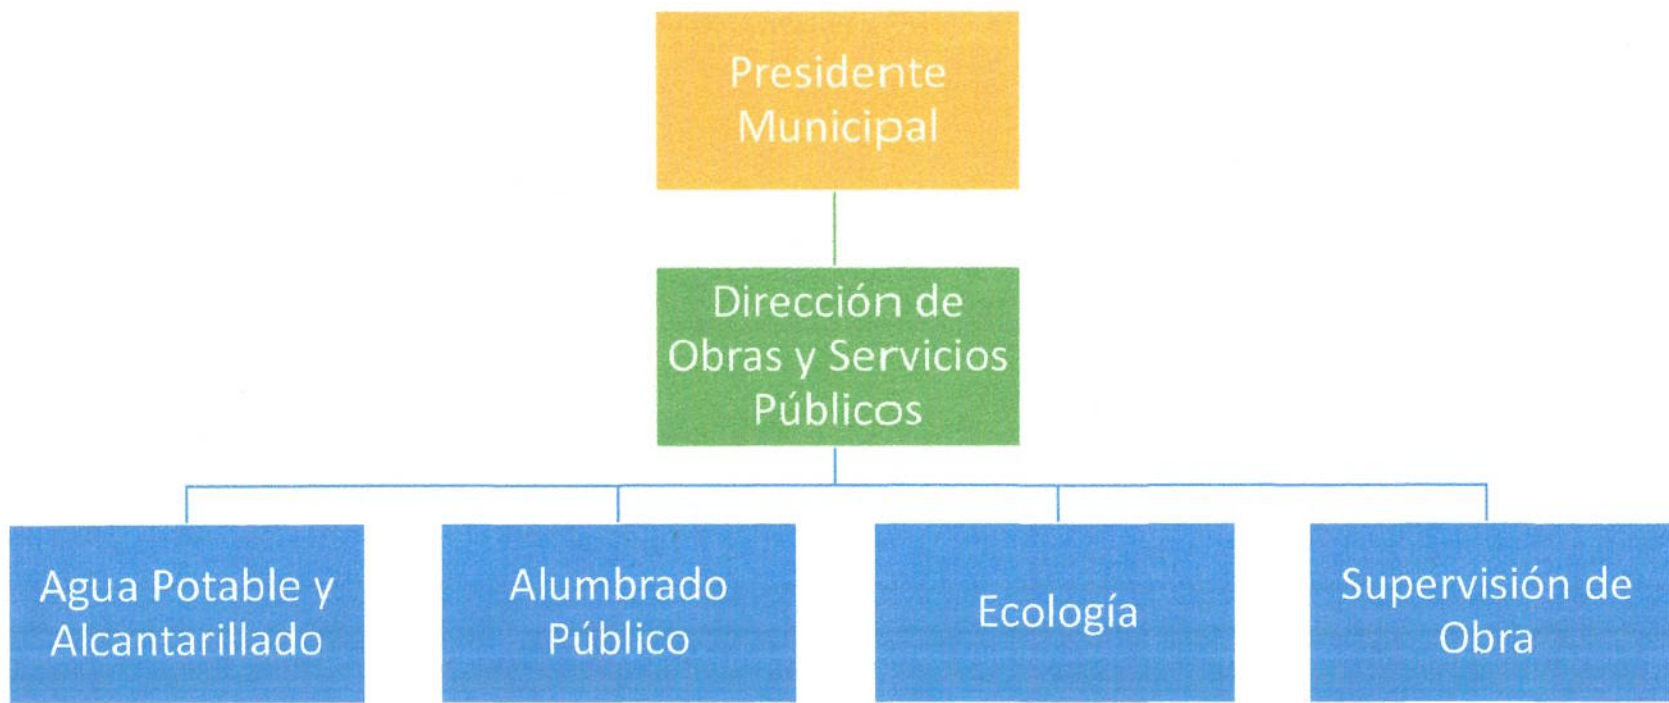 Presidente
Municipal
Dirección de
Obras y Servicios
Públicos
Agua Potable y
Alcantarillado
Alumbrado
Público
Ecología
Supervisión de
Obra